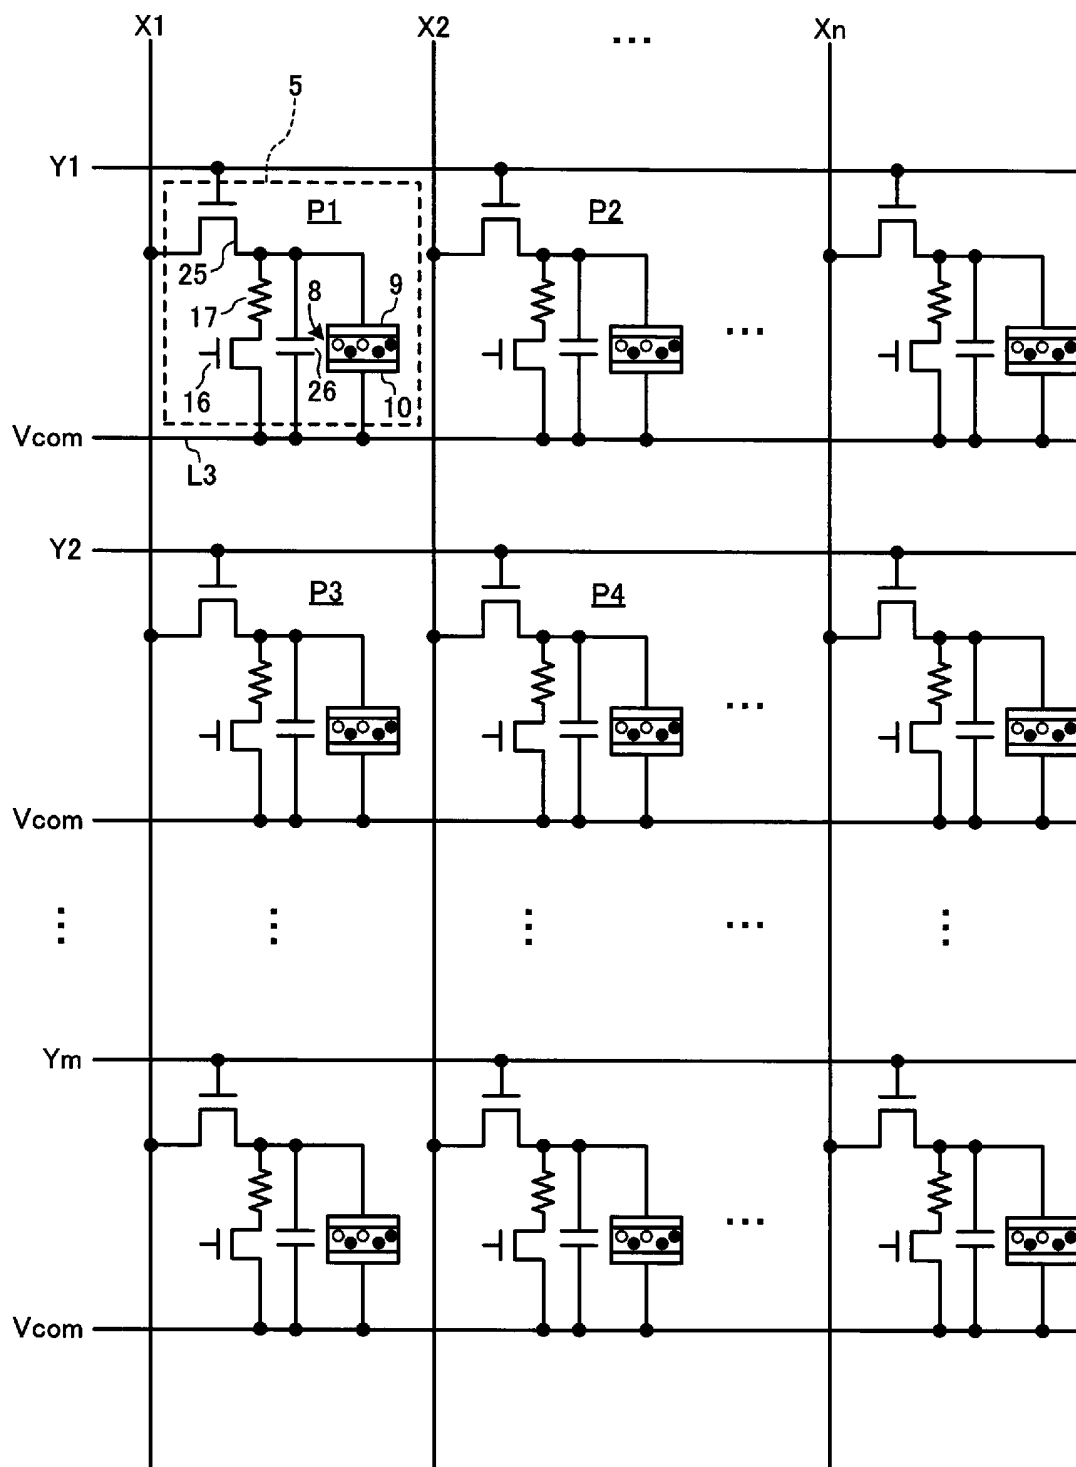 X1 X2 ... Xn
5
Y1
P1 P2
25
17 8 9
...
16 26 10
Vcom
L3
Y2
P3 P4
...
Vcom
⋮ ⋮ ⋮ ... ⋮
Ym
...
Vcom